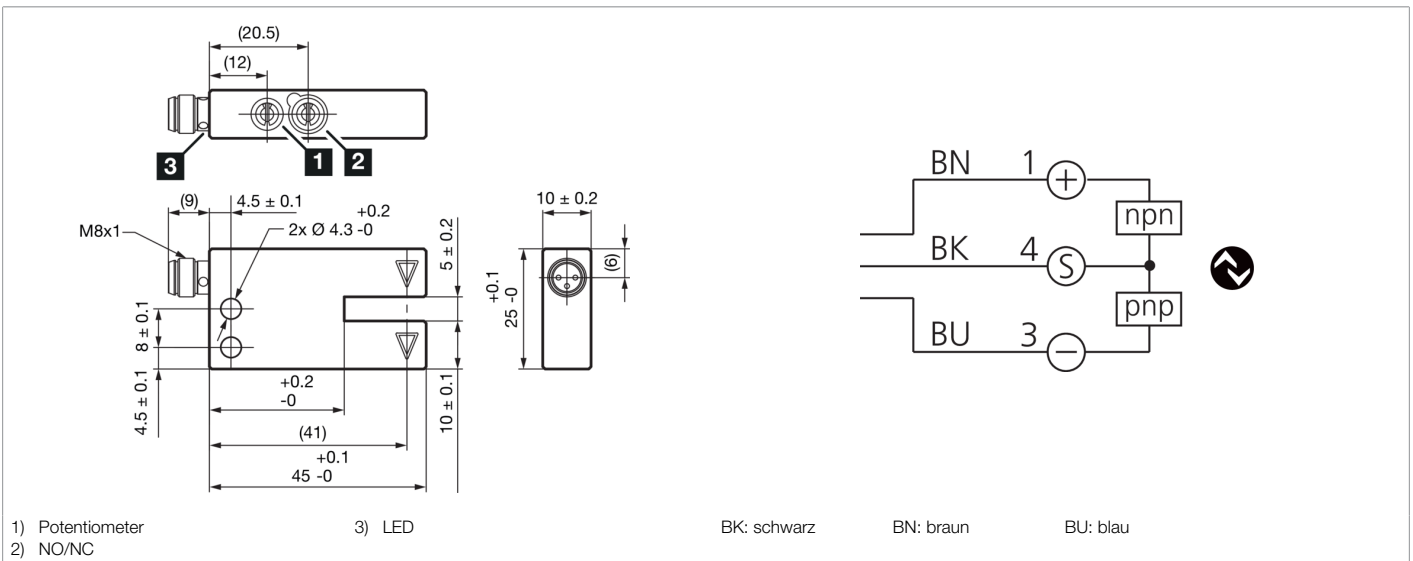 (20.5)
(12)
3
1
2
(9)
4.5 ± 0.1
+0.2
2x Ø 4.3 -0
M8x1
5 ± 0.2
8 ± 0.1
4.5 ± 0.1
+0.2
-0
10 ± 0.1
(41)
+0.1
45 -0
10 ± 0.2
(6)
+0.1
25 -0
BN 1 +
npn
BK 4 S
pnp
BU 3 −
1) Potentiometer 3) LED BK: schwarz BN: braun BU: blau
2) NO/NC